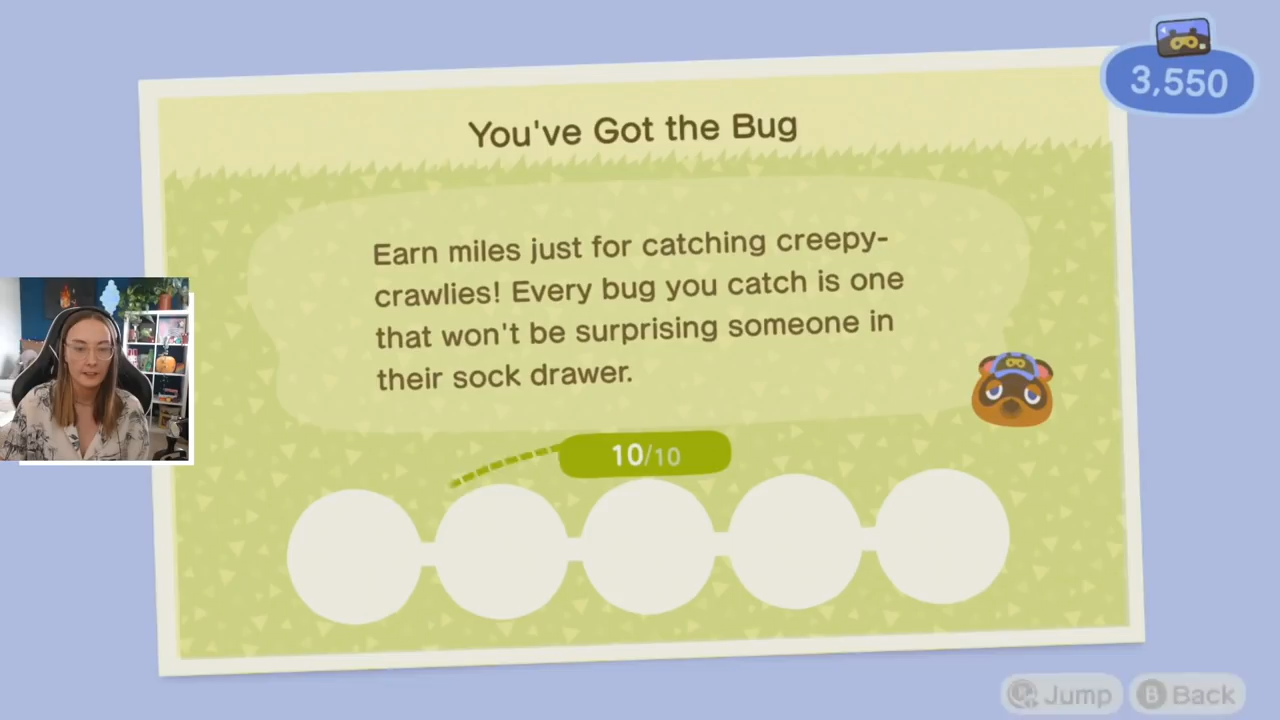 3,550
You've Got the Bug
Earn miles just for catching creepy-
crawlies! Every bug you catch is one
that won't be surprising someone in
their sock drawer.
10/10
R Jump B Back